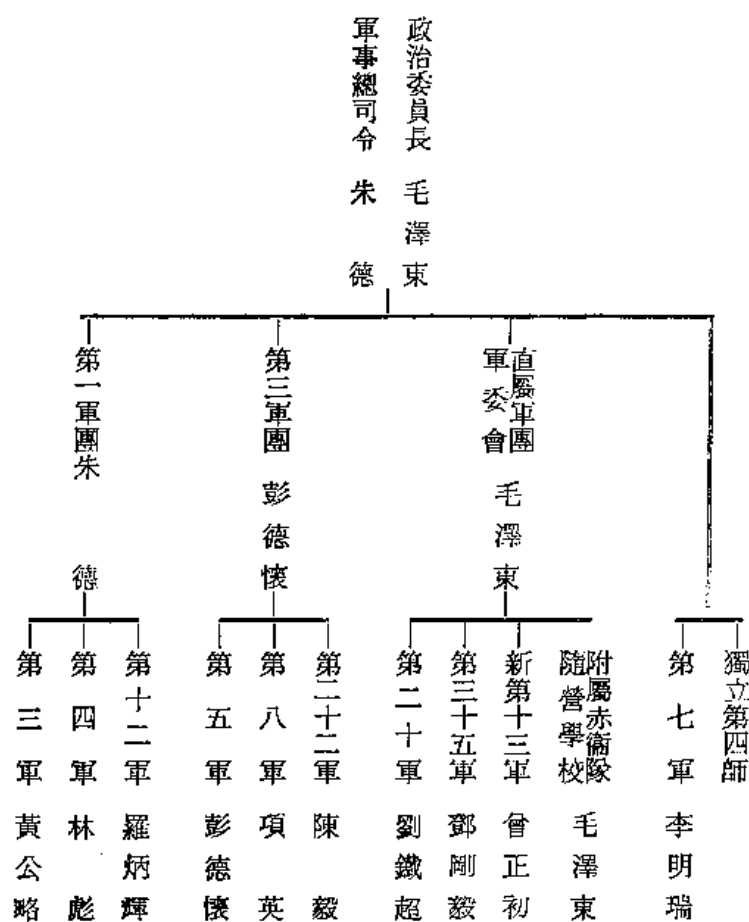 政治委員長 毛澤東
軍事總司令 朱德
獨立第四師
第七軍 李明瑞
直屬軍團
軍委會 毛澤東
附屬赤衞隊
隨營學校 毛澤東
新第十三軍 曾正初
第三十五軍 鄧剛毅
第二十軍 劉鐵超
第三軍團 彭德懷
第二十二軍 陳毅
第八軍 項英
第五軍 彭德懷
第一軍團 朱德
第十二軍 羅炳輝
第四軍 林彪
第三軍 黃公略